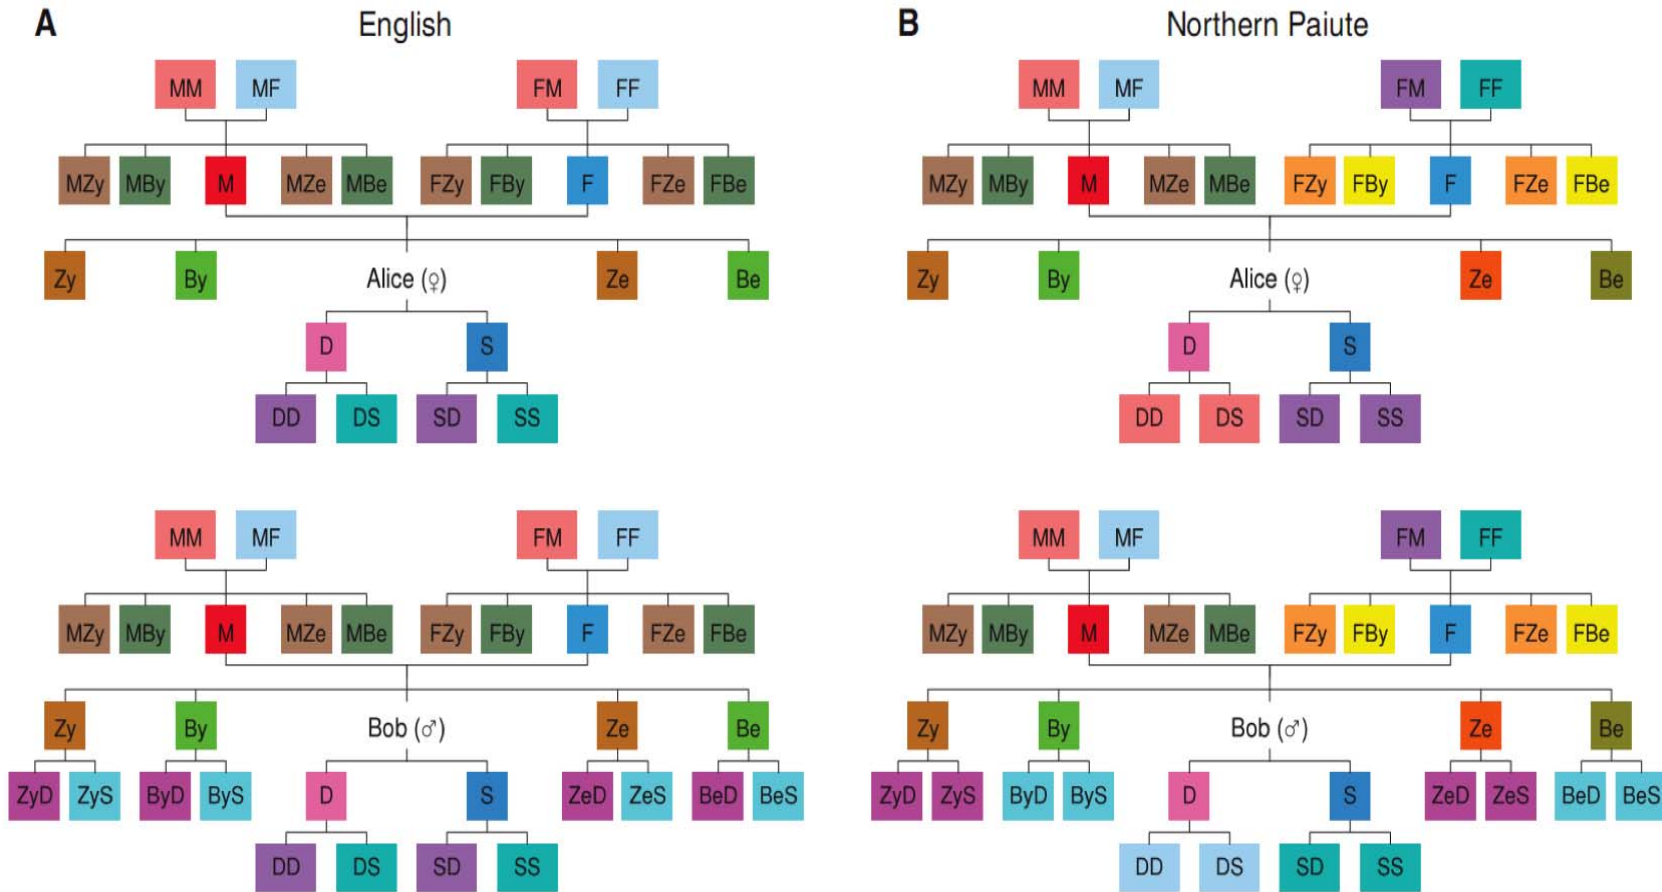 A English
MM MF FM FF
MZy MBy M MZe MBe FZy FBy F FZe FBe
Zy By Alice (♀) Ze Be
D S
DD DS SD SS
MM MF FM FF
MZy MBy M MZe MBe FZy FBy F FZe FBe
Zy By Bob (♂) Ze Be
ZyD ZyS ByD ByS D S ZeD ZeS BeD BeS
DD DS SD SS
B Northern Paiute
MM MF FM FF
MZy MBy M MZe MBe FZy FBy F FZe FBe
Zy By Alice (♀) Ze Be
D S
DD DS SD SS
MM MF FM FF
MZy MBy M MZe MBe FZy FBy F FZe FBe
Zy By Bob (♂) Ze Be
ZyD ZyS ByD ByS D S ZeD ZeS BeD BeS
DD DS SD SS